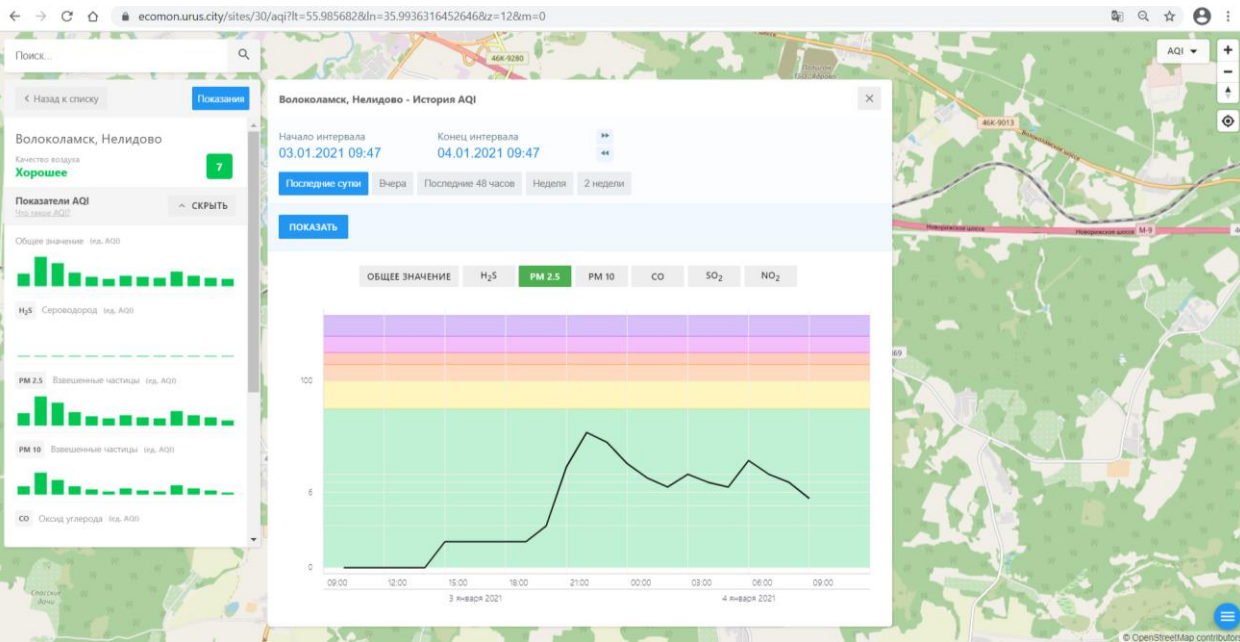 ecomon.urus.city/sites/30/aqi?lt=55.985682&ln=35.99363164526468&z=12&m=0
Поиск...
46К-9280
AQI
< Назад к списку
Показания
Волоколамск, Нелидово - История AQI
46К-9013
Волоколамск, Нелидово
Качество воздуха
Хорошее
7
Начало интервала
Конец интервала
03.01.2021 09:47
04.01.2021 09:47
Последние сутки
Вчера
Последние 48 часов
Неделя
2 недели
Показатели AQI
Что такое AQI?
СКРЫТЬ
ПОКАЗАТЬ
Новорижское шоссе
Новорижское шоссе
М-9
Общее значение (ед. AQI)
ОБЩЕЕ ЗНАЧЕНИЕ
H₂S
PM 2.5
PM 10
CO
SO₂
NO₂
H₂S Сероводород (ед. AQI)
PM 2.5 Взвешенные частицы (ед. AQI)
PM 10 Взвешенные частицы (ед. AQI)
CO Оксид углерода (ед. AQI)
100
6
0
09:00
12:00
15:00
18:00
21:00
00:00
03:00
06:00
09:00
3 января 2021
4 января 2021
Спасские
дачи
© OpenStreetMap contributors